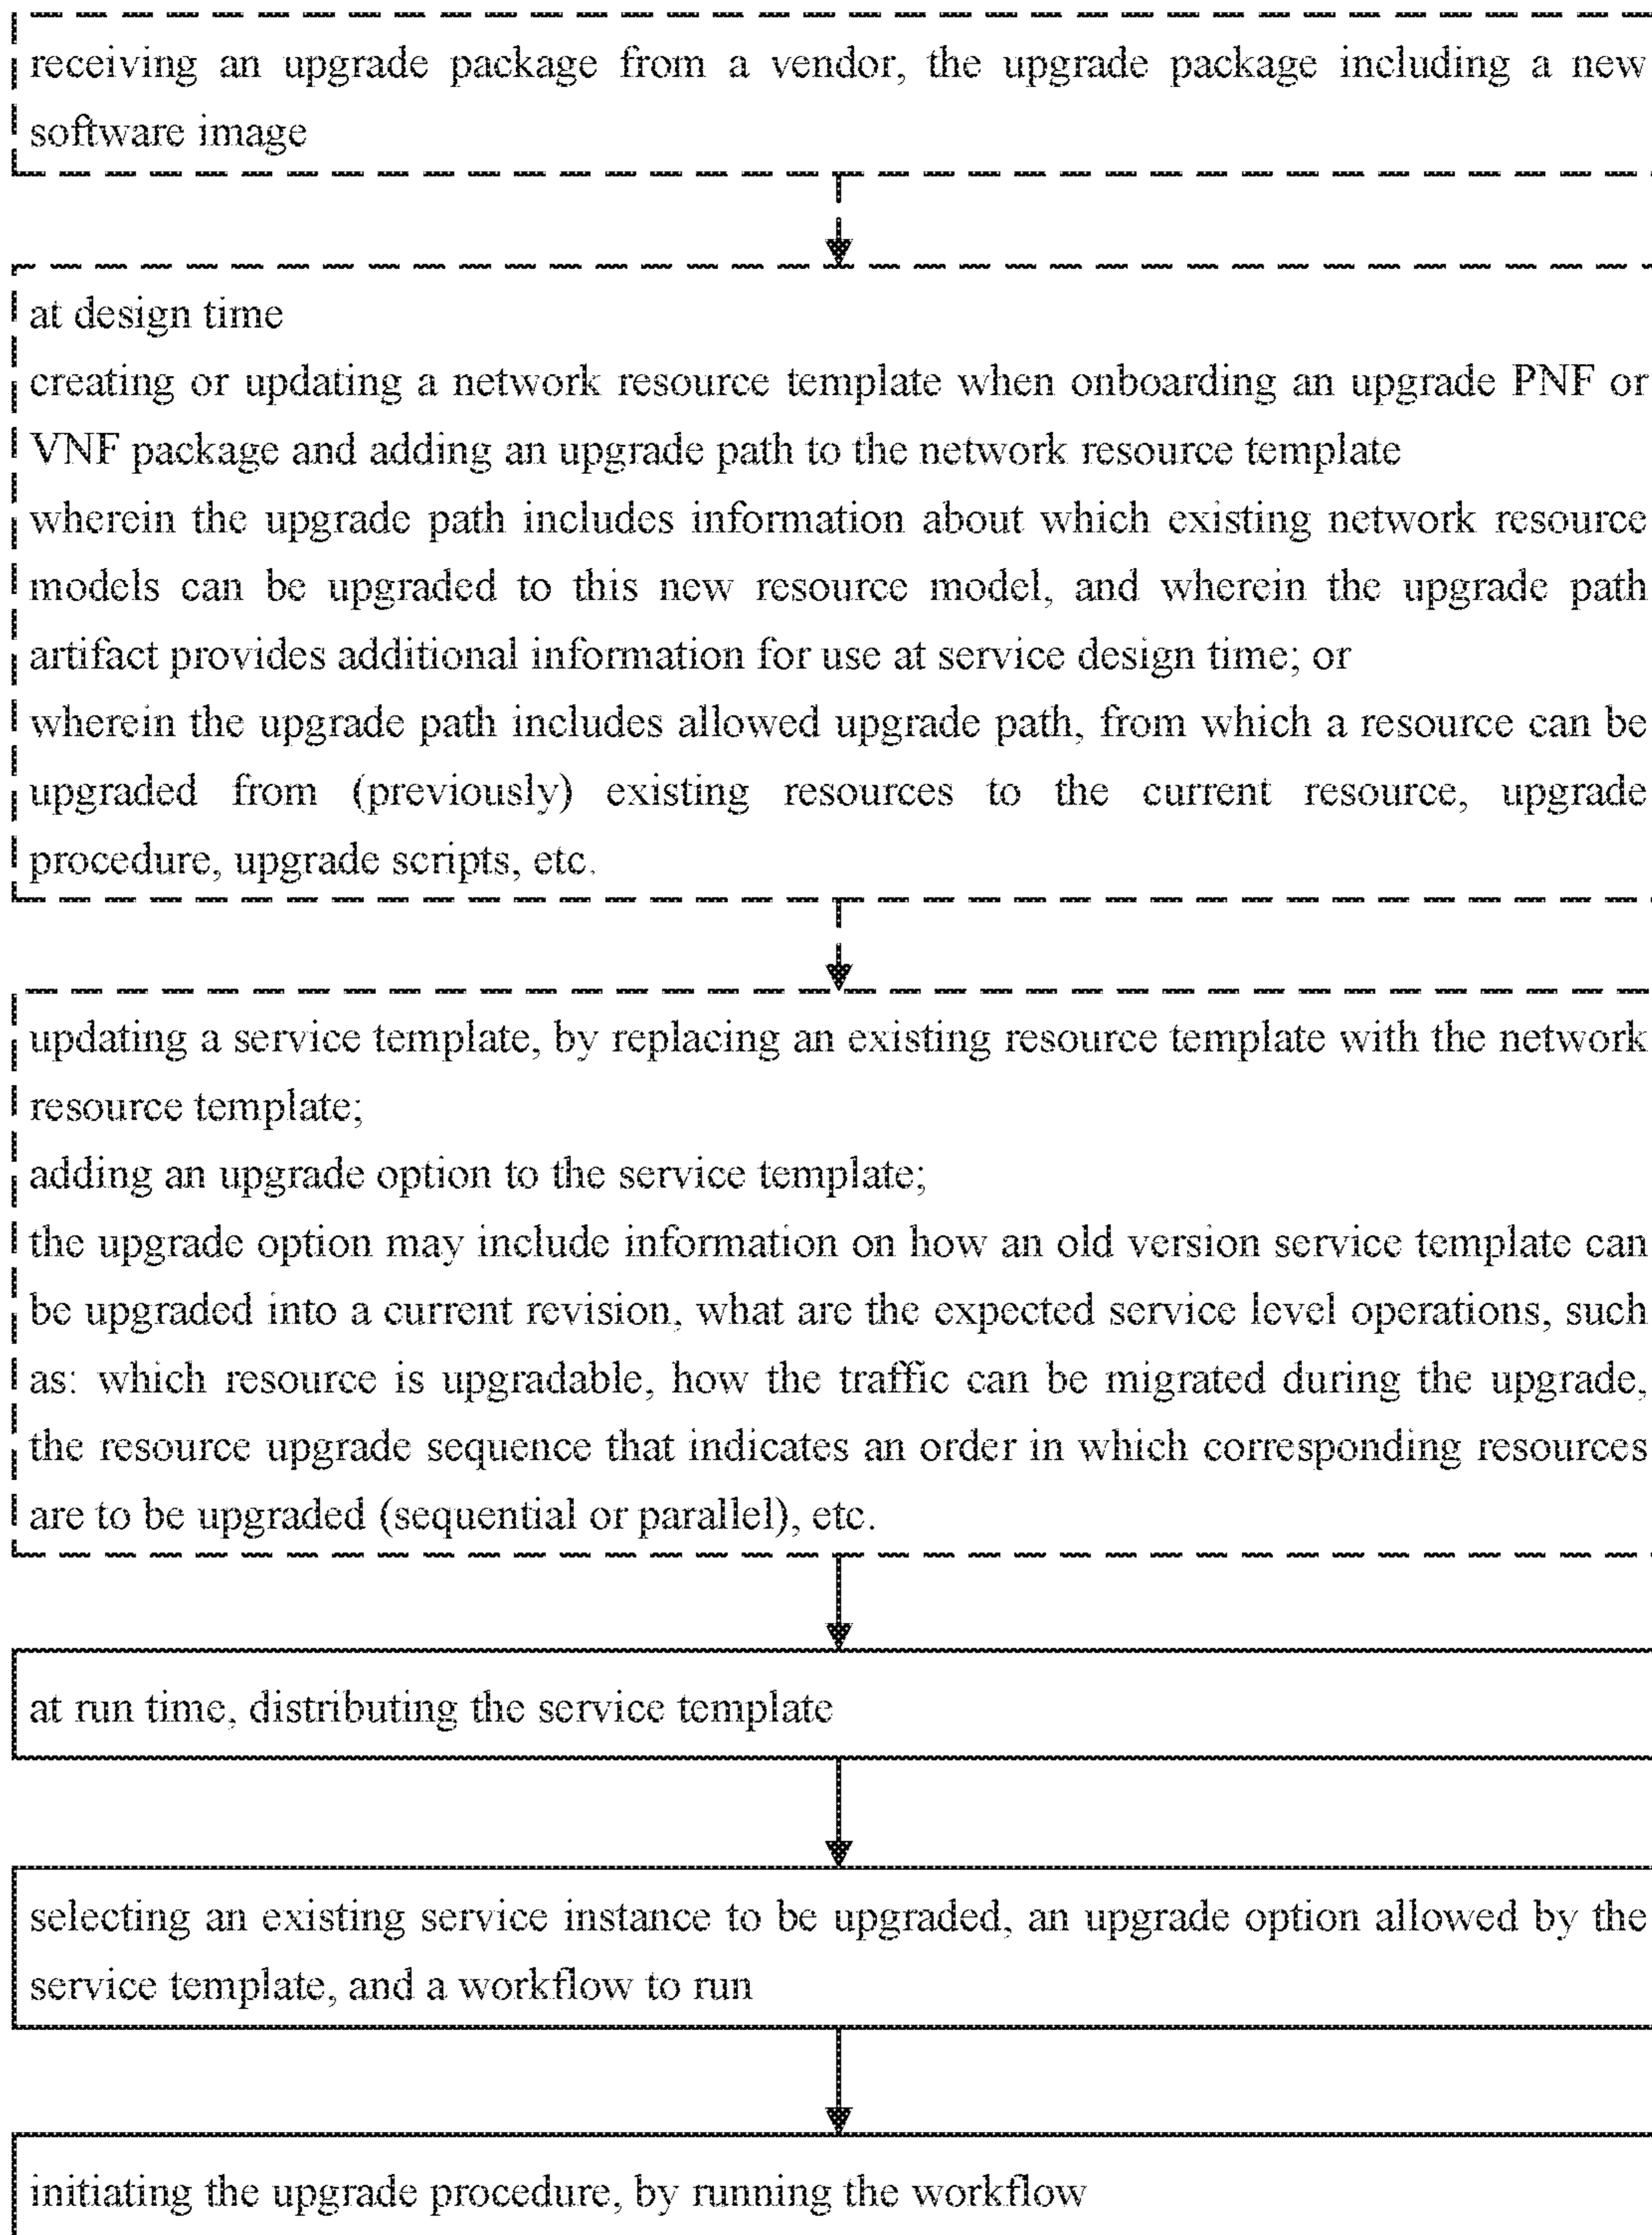 receiving an upgrade package from a vendor, the upgrade package including a new
software image
at design time
creating or updating a network resource template when onboarding an upgrade PNF or
VNF package and adding an upgrade path to the network resource template
wherein the upgrade path includes information about which existing network resource
models can be upgraded to this new resource model, and wherein the upgrade path
artifact provides additional information for use at service design time; or
wherein the upgrade path includes allowed upgrade path, from which a resource can be
upgraded from (previously) existing resources to the current resource, upgrade
procedure, upgrade scripts, etc.
updating a service template, by replacing an existing resource template with the network
resource template;
adding an upgrade option to the service template;
the upgrade option may include information on how an old version service template can
be upgraded into a current revision, what are the expected service level operations, such
as: which resource is upgradable, how the traffic can be migrated during the upgrade,
the resource upgrade sequence that indicates an order in which corresponding resources
are to be upgraded (sequential or parallel), etc.
at run time, distributing the service template
selecting an existing service instance to be upgraded, an upgrade option allowed by the
service template, and a workflow to run
initiating the upgrade procedure, by running the workflow